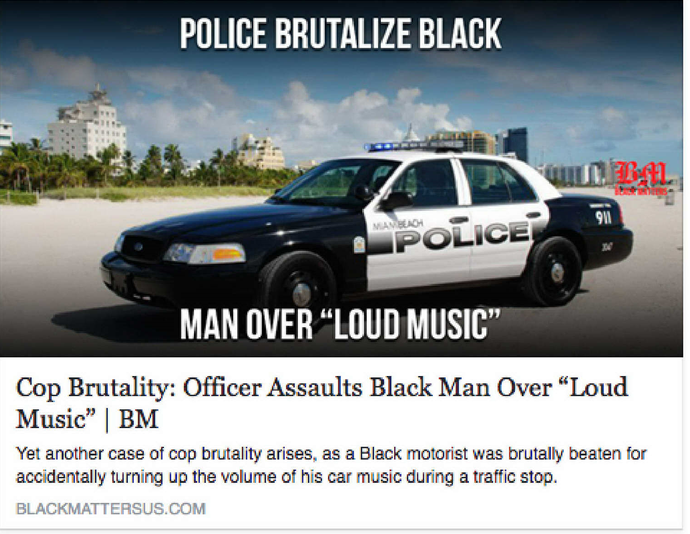 POLICE BRUTALIZE BLACK
BM
BLACK MATTERS
911
MIAMI BEACH
POLICE
MAN OVER “LOUD MUSIC”
Cop Brutality: Officer Assaults Black Man Over “Loud
Music” | BM
Yet another case of cop brutality arises, as a Black motorist was brutally beaten for
accidentally turning up the volume of his car music during a traffic stop.
BLACKMATTERSUS.COM